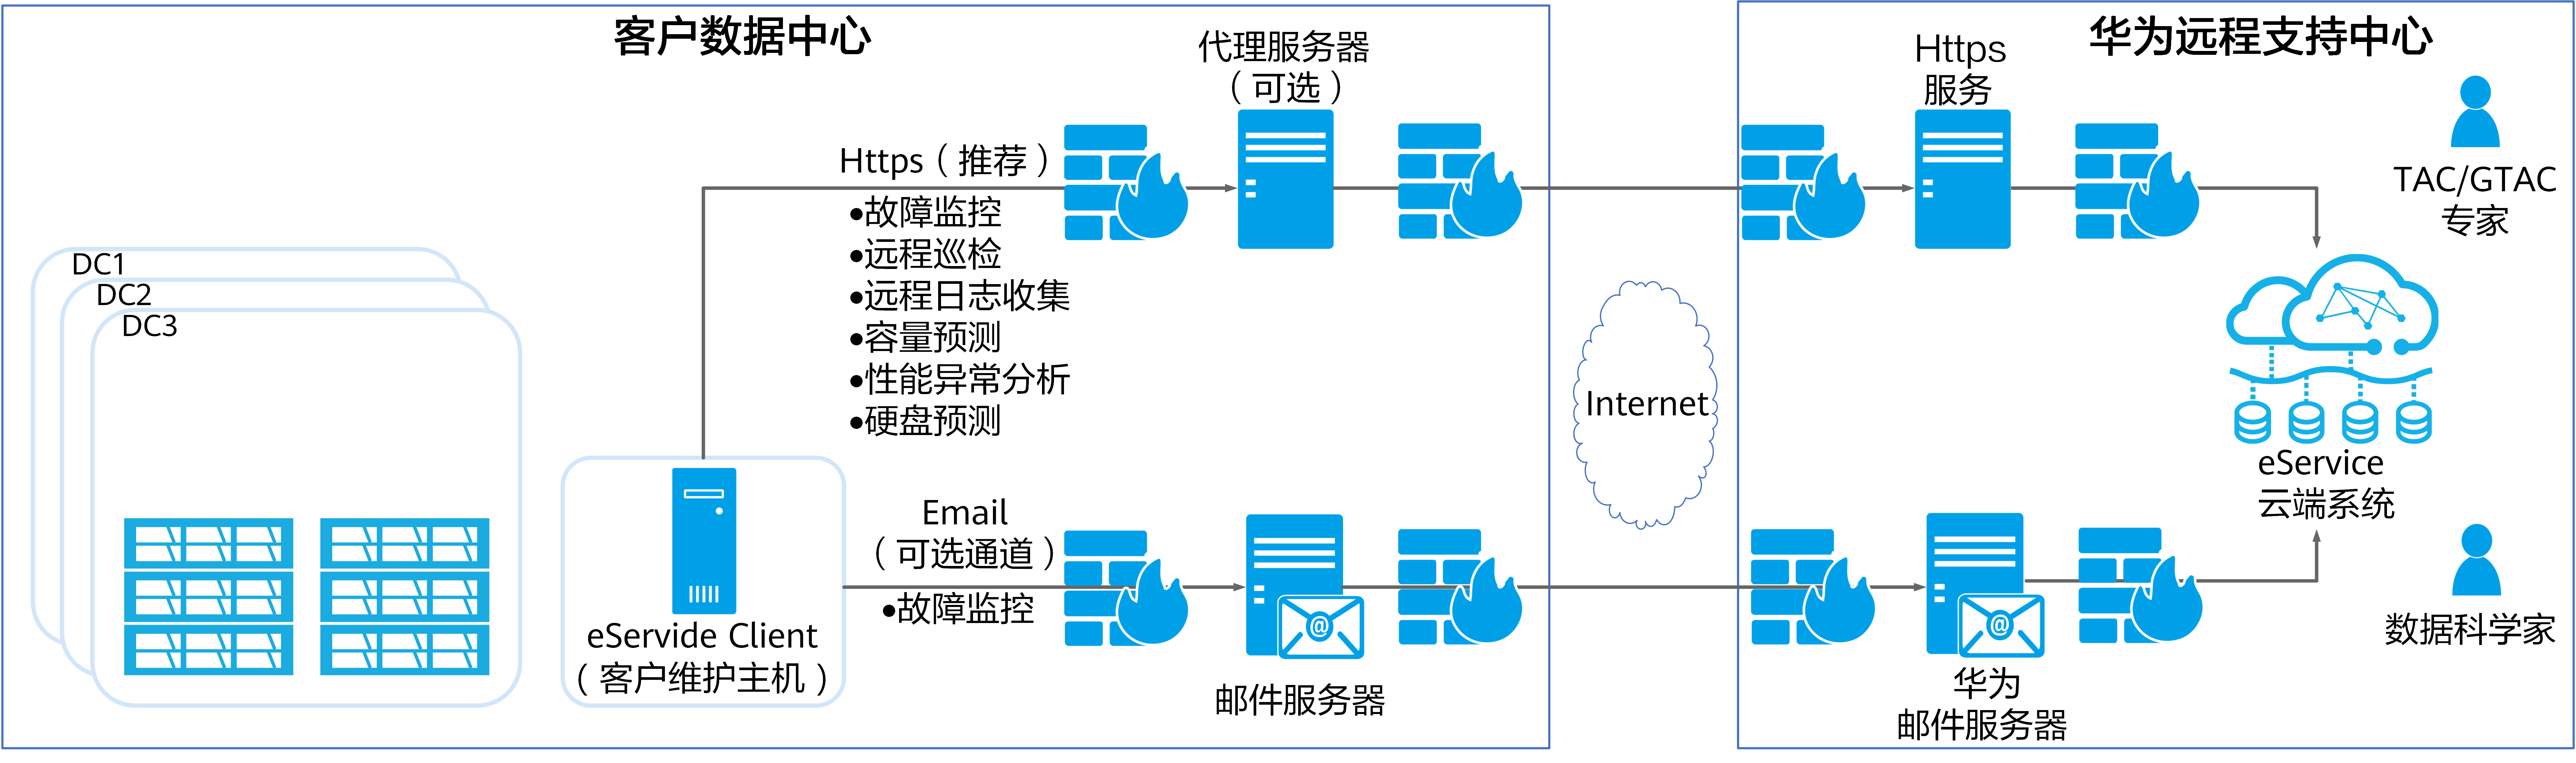 客户数据中心
代理服务器
（可选）
Https（推荐）
•故障监控
•远程巡检
•远程日志收集
•容量预测
•性能异常分析
•硬盘预测
DC1
DC2
DC3
eServide Client
（客户维护主机）
Email
（可选通道）
•故障监控
邮件服务器
Internet
华为远程支持中心
Https
服务
TAC/GTAC
专家
eService
云端系统
@
@
华为
邮件服务器
数据科学家